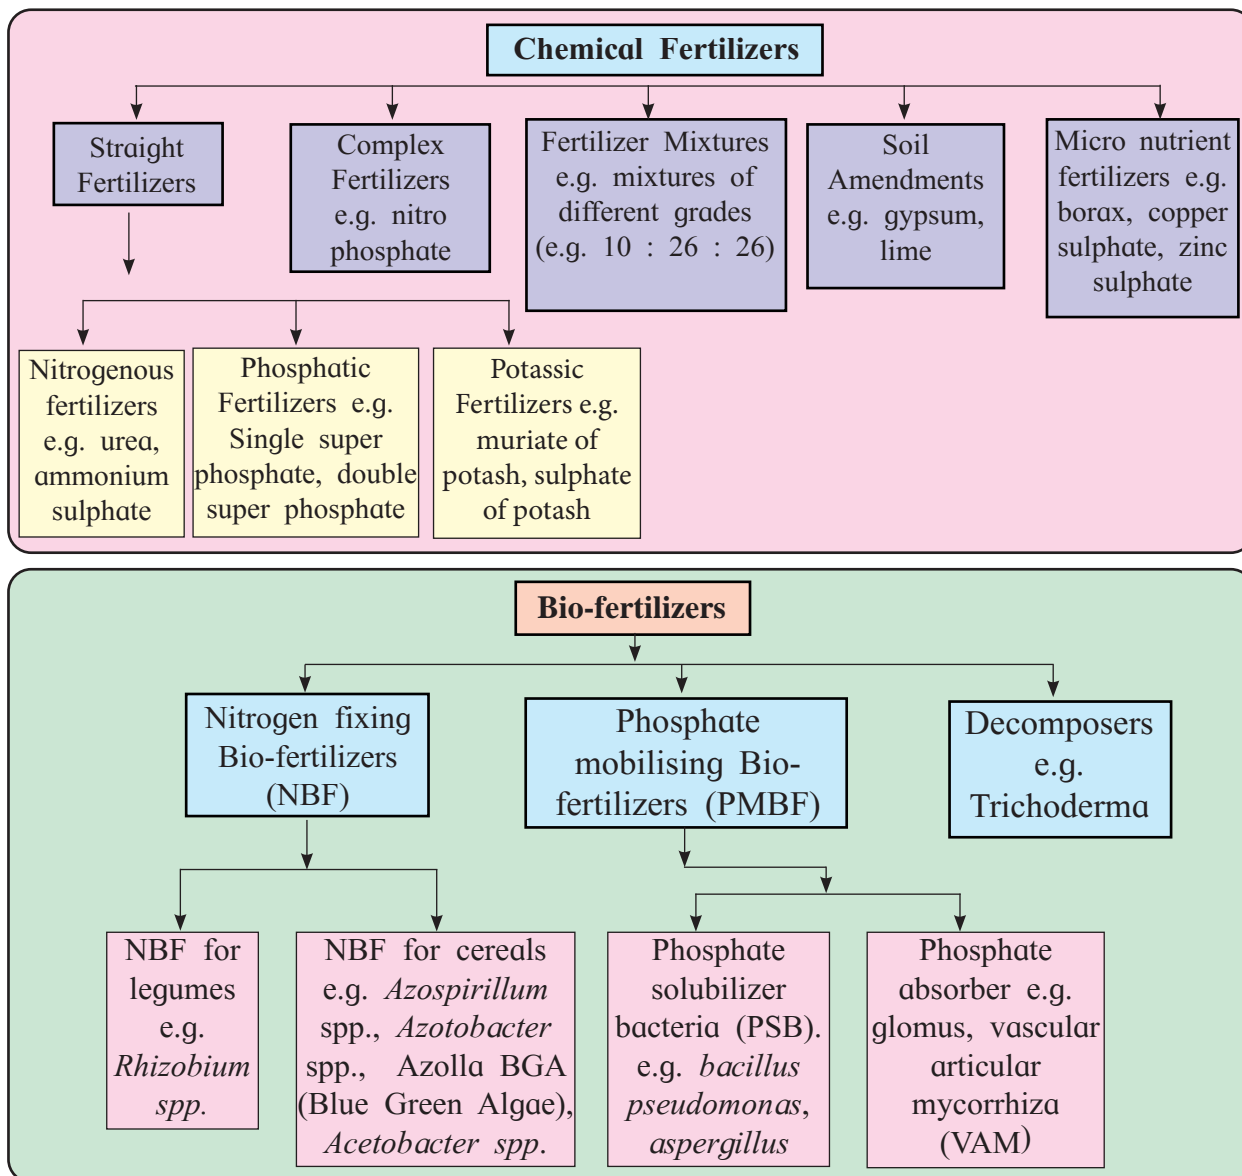 Chemical Fertilizers
Straight
Fertilizers
Complex
Fertilizers
e.g. nitro
phosphate
Fertilizer Mixtures
e.g. mixtures of
different grades
(e.g. 10 : 26 : 26)
Soil
Amendments
e.g. gypsum,
lime
Micro nutrient
fertilizers e.g.
borax, copper
sulphate, zinc
sulphate
Nitrogenous
fertilizers
e.g. urea,
ammonium
sulphate
Phosphatic
Fertilizers e.g.
Single super
phosphate, double
super phosphate
Potassic
Fertilizers e.g.
muriate of
potash, sulphate
of potash
Bio-fertilizers
Nitrogen fixing
Bio-fertilizers
(NBF)
Phosphate
mobilising Bio-
fertilizers (PMBF)
Decomposers
e.g.
Trichoderma
NBF for
legumes
e.g.
Rhizobium
spp.
NBF for cereals
e.g. Azospirillum
spp., Azotobacter
spp., Azolla BGA
(Blue Green Algae),
Acetobacter spp.
Phosphate
solubilizer
bacteria (PSB).
e.g. bacillus
pseudomonas,
aspergillus
Phosphate
absorber e.g.
glomus, vascular
articular
mycorrhiza
(VAM)